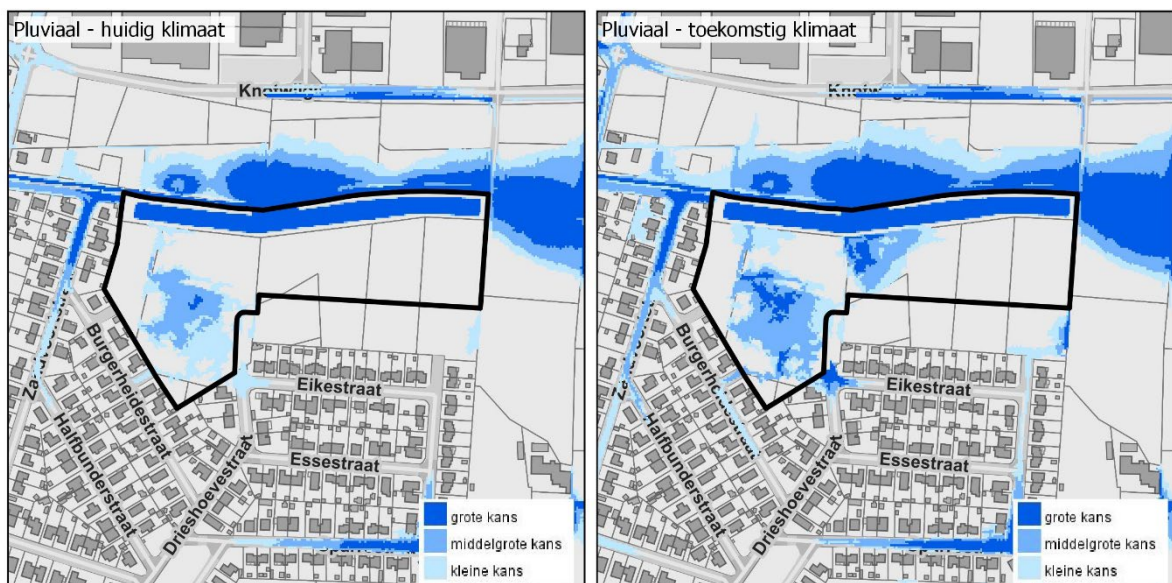 Pluviaal - huidig klimaat
Burgerheidestraat
Halfbunderstraat
Drieshoevestraat
Eikestraat
Essestraat
grote kans
middelgrote kans
kleine kans
Pluviaal - toekomstig klimaat
Halfbunderstraat
Drieshoevestraat
Eikestraat
Essestraat
grote kans
middelgrote kans
kleine kans